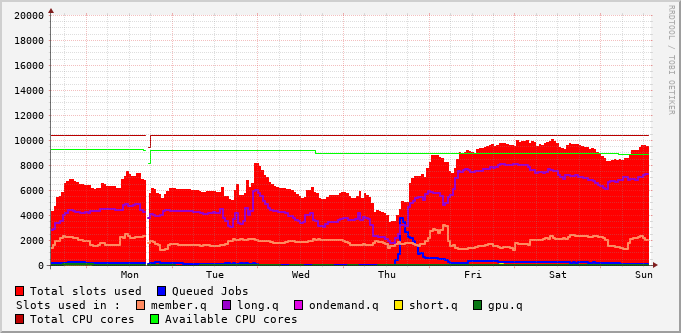 RRDTOOL / TOBI OETIKER
20000
18000
16000
14000
12000
10000
8000
6000
4000
2000
0
Mon Tue Wed Thu Fri Sat Sun
Total slots used Queued Jobs
Slots used in : member.q long.q ondemand.q short.q gpu.q
Total CPU cores Available CPU cores